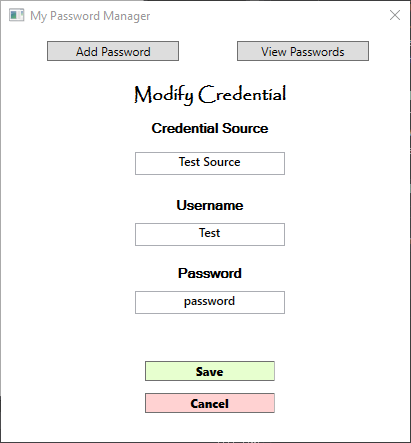 My Password Manager
Add Password View Passwords
Modify Credential
Credential Source
Test Source
Username
Test
Password
password
Save
Cancel